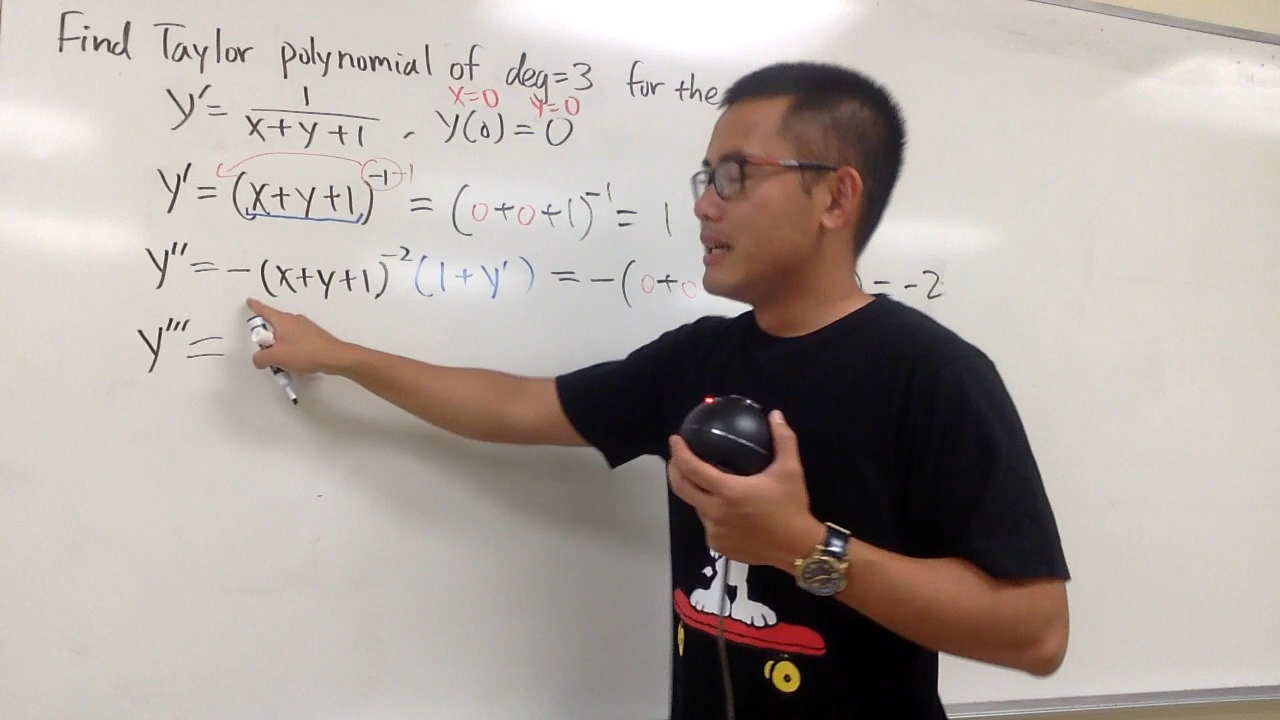 Find Taylor polynomial of deg=3 for the
x=0 y=0
y' = 1/(x+y+1) , y(0) = 0
y' = (x+y+1)^-1 -1 = (0+0+1)^-1 = 1
y'' = -(x+y+1)^-2 (1+y') = -(0+0 ) = -2
y''' =